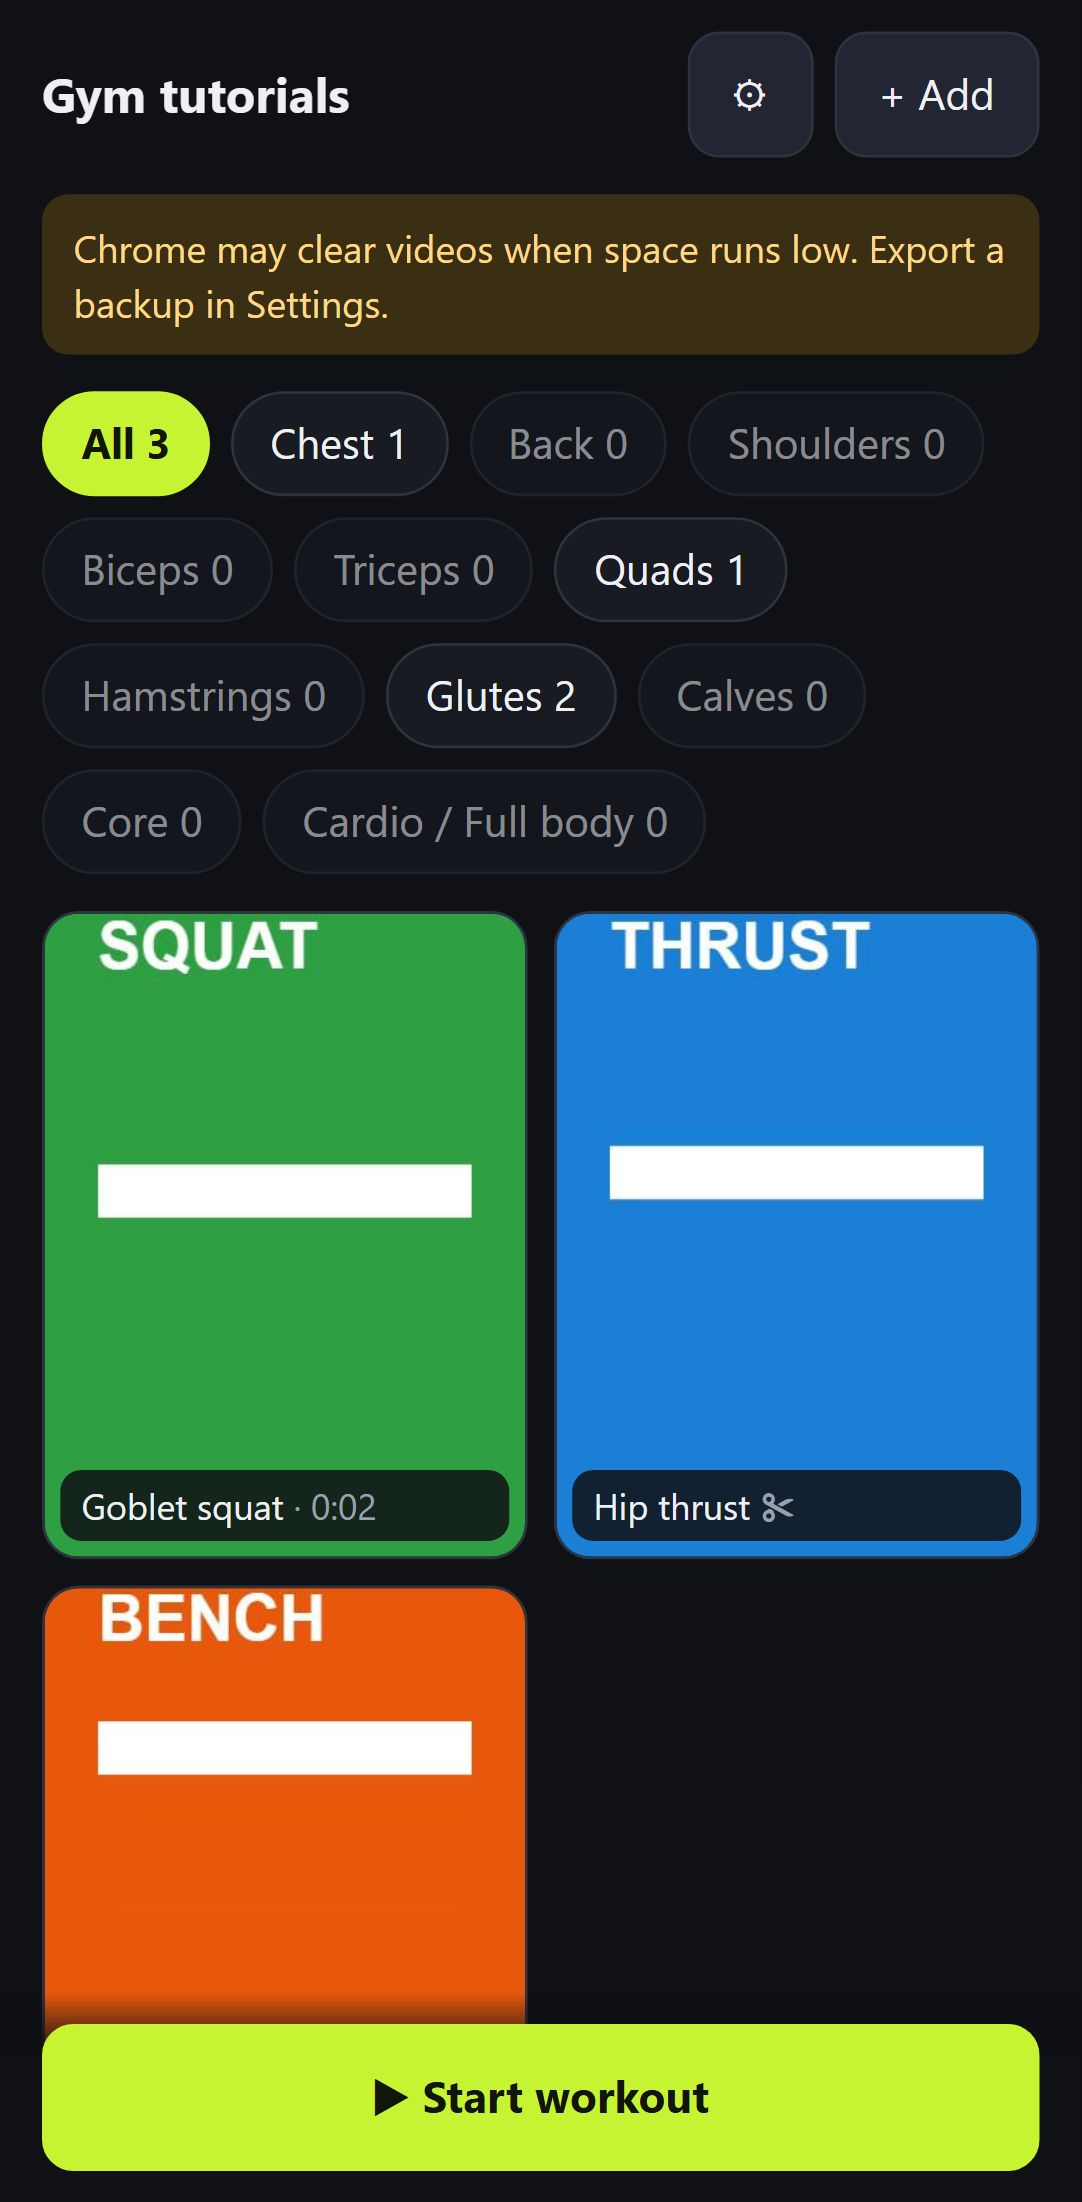 Gym tutorials
⚙
+ Add
Chrome may clear videos when space runs low. Export a
backup in Settings.
All 3
Chest 1
Back 0
Shoulders 0
Biceps 0
Triceps 0
Quads 1
Hamstrings 0
Glutes 2
Calves 0
Core 0
Cardio / Full body 0
SQUAT
THRUST
Goblet squat · 0:02
Hip thrust ✂
BENCH
▶ Start workout